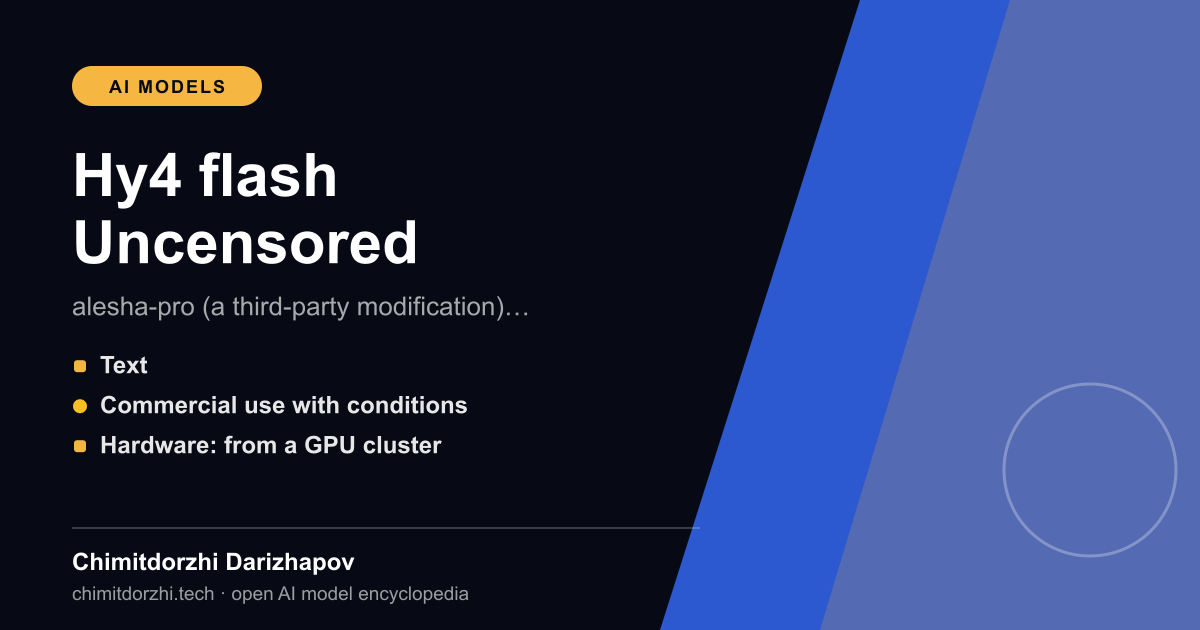 AI MODELS
Hy4 flash
Uncensored
alesha-pro (a third-party modification)…
Text
Commercial use with conditions
Hardware: from a GPU cluster
Chimitdorzhi Darizhapov
chimitdorzhi.tech · open AI model encyclopedia